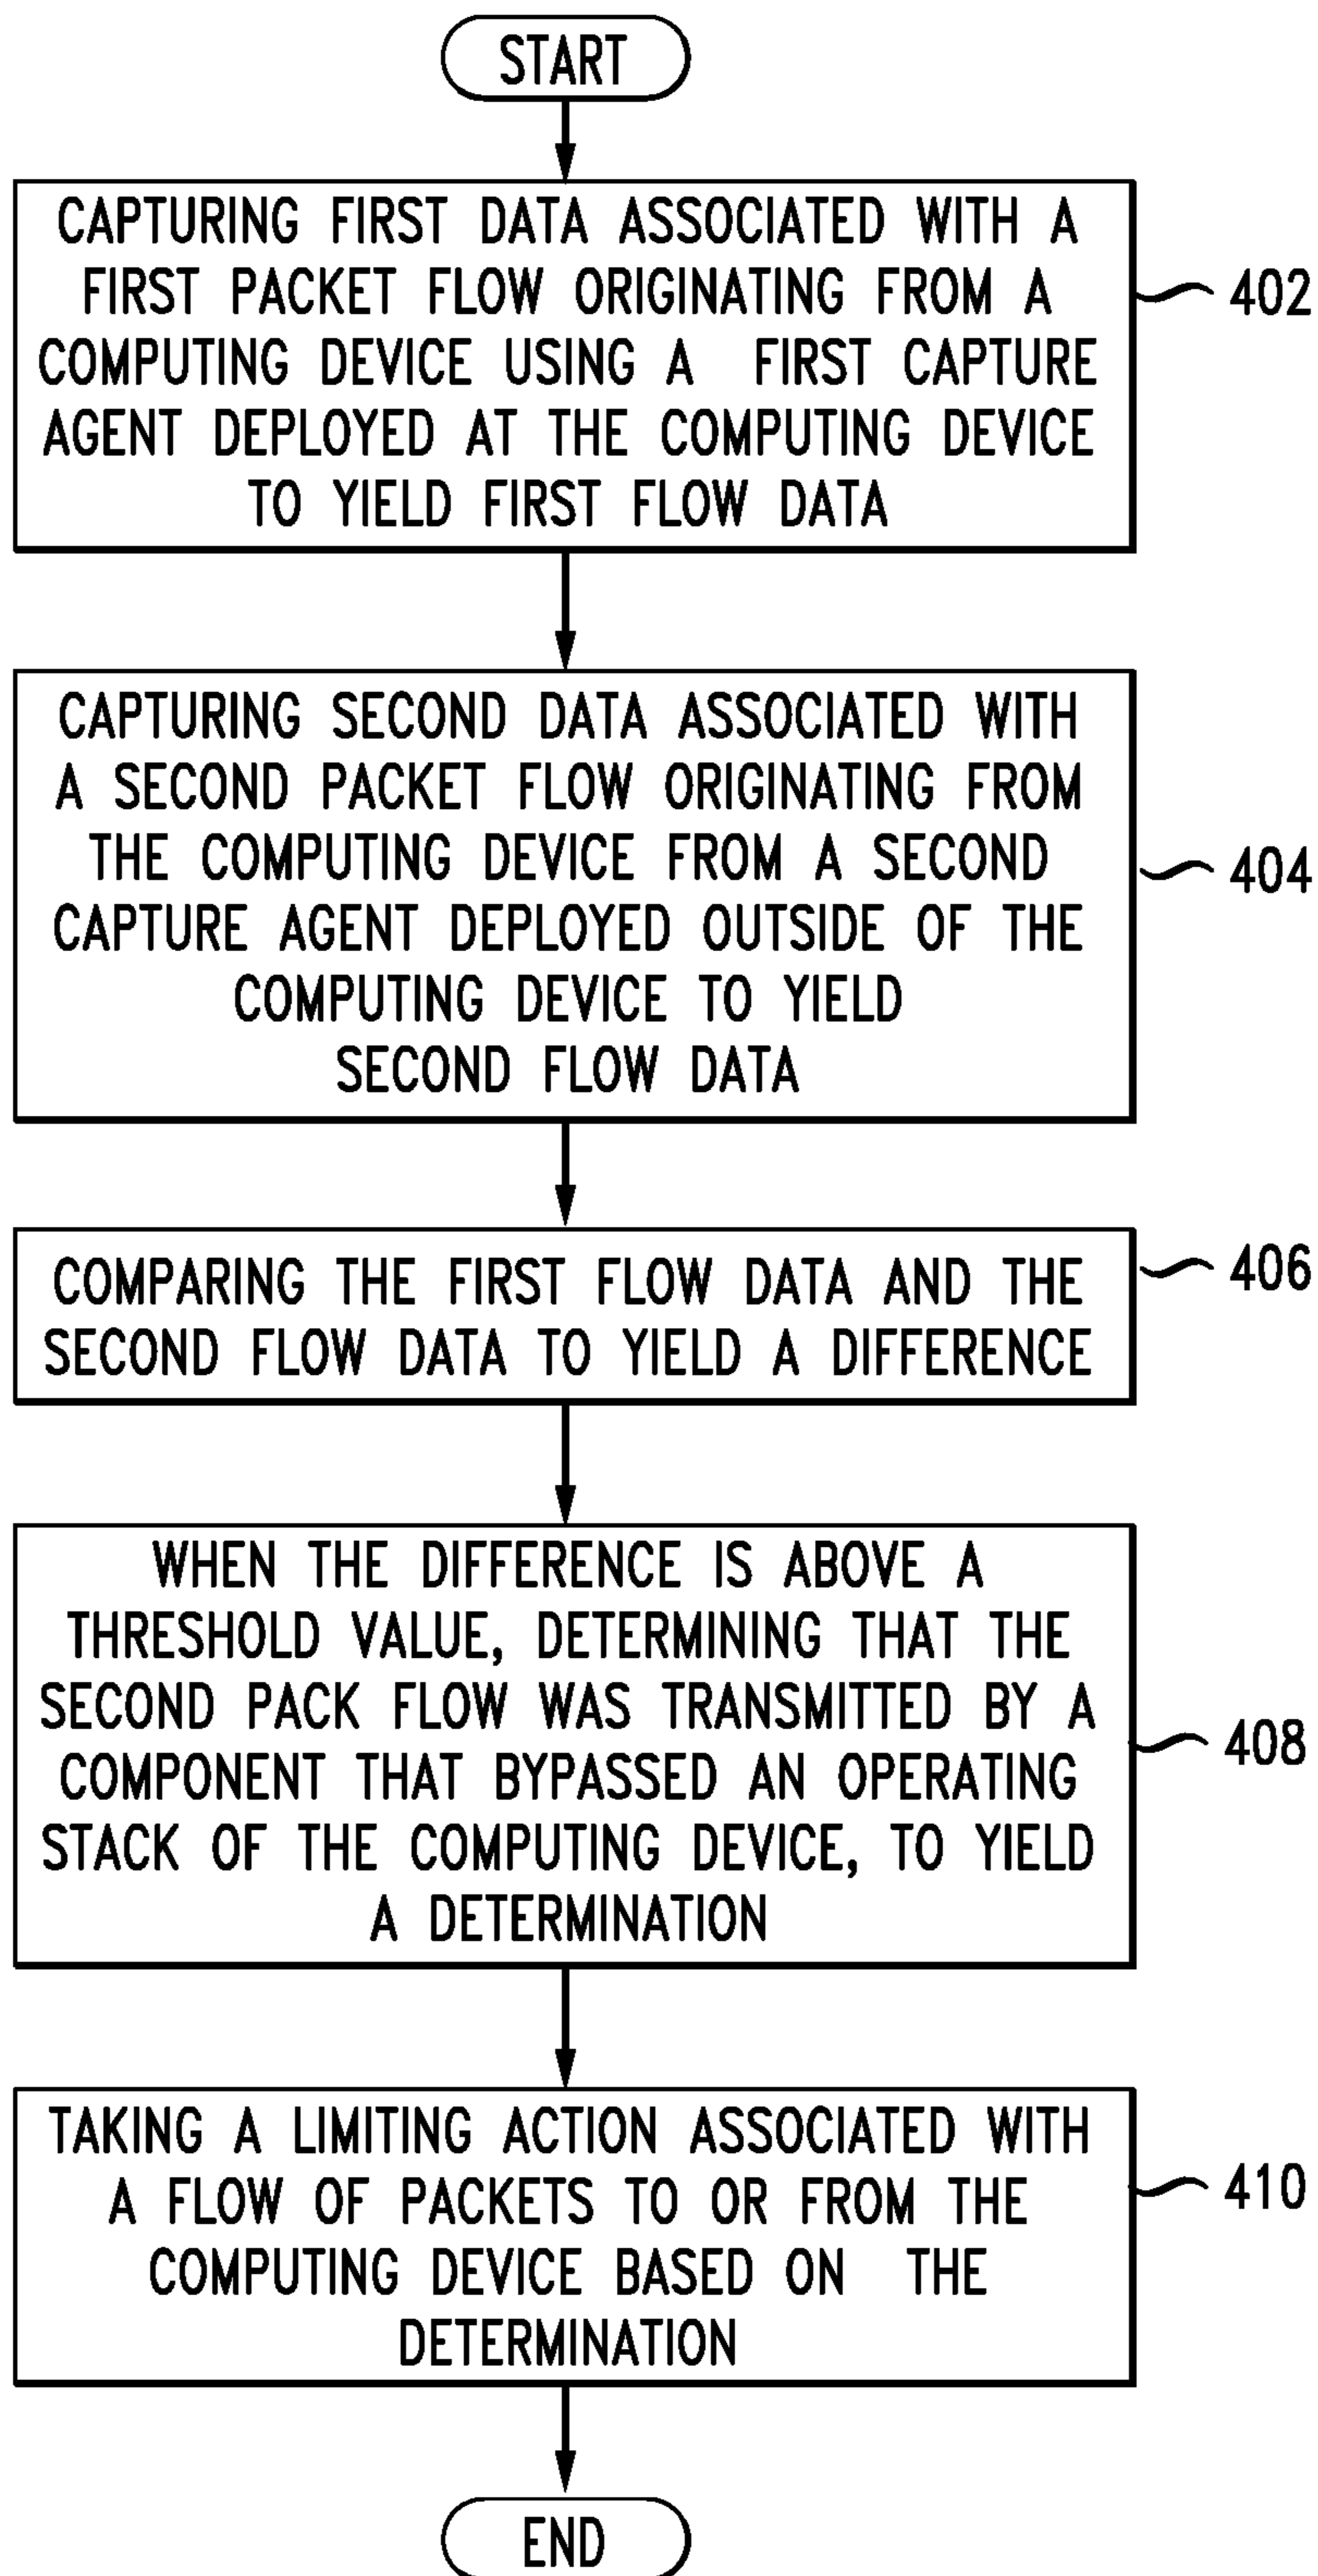 START
CAPTURING FIRST DATA ASSOCIATED WITH A
FIRST PACKET FLOW ORIGINATING FROM A
COMPUTING DEVICE USING A FIRST CAPTURE
AGENT DEPLOYED AT THE COMPUTING DEVICE
TO YIELD FIRST FLOW DATA
402
CAPTURING SECOND DATA ASSOCIATED WITH
A SECOND PACKET FLOW ORIGINATING FROM
THE COMPUTING DEVICE FROM A SECOND
CAPTURE AGENT DEPLOYED OUTSIDE OF THE
COMPUTING DEVICE TO YIELD
SECOND FLOW DATA
404
COMPARING THE FIRST FLOW DATA AND THE
SECOND FLOW DATA TO YIELD A DIFFERENCE
406
WHEN THE DIFFERENCE IS ABOVE A
THRESHOLD VALUE, DETERMINING THAT THE
SECOND PACK FLOW WAS TRANSMITTED BY A
COMPONENT THAT BYPASSED AN OPERATING
STACK OF THE COMPUTING DEVICE, TO YIELD
A DETERMINATION
408
TAKING A LIMITING ACTION ASSOCIATED WITH
A FLOW OF PACKETS TO OR FROM THE
COMPUTING DEVICE BASED ON THE
DETERMINATION
410
END